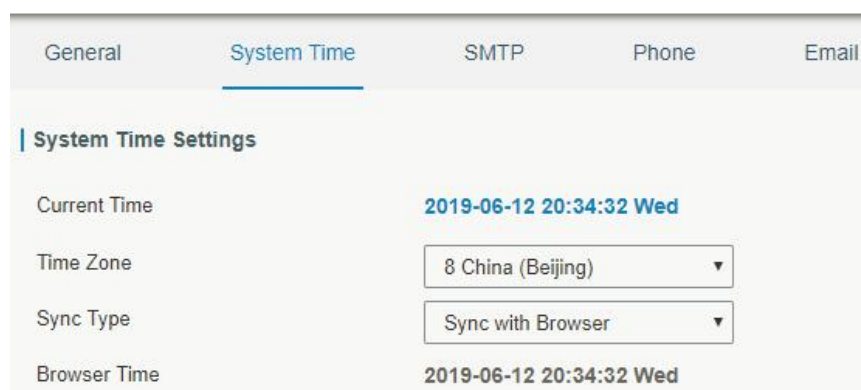 General System Time SMTP Phone Email
System Time Settings
Current Time 2019-06-12 20:34:32 Wed
Time Zone 8 China (Beijing)
Sync Type Sync with Browser
Browser Time 2019-06-12 20:34:32 Wed